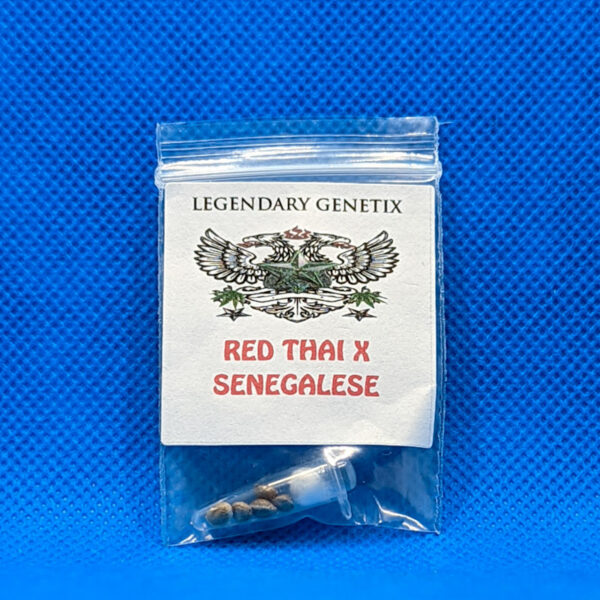 LEGENDARY GENETIX
RED THAI X
SENEGALESE